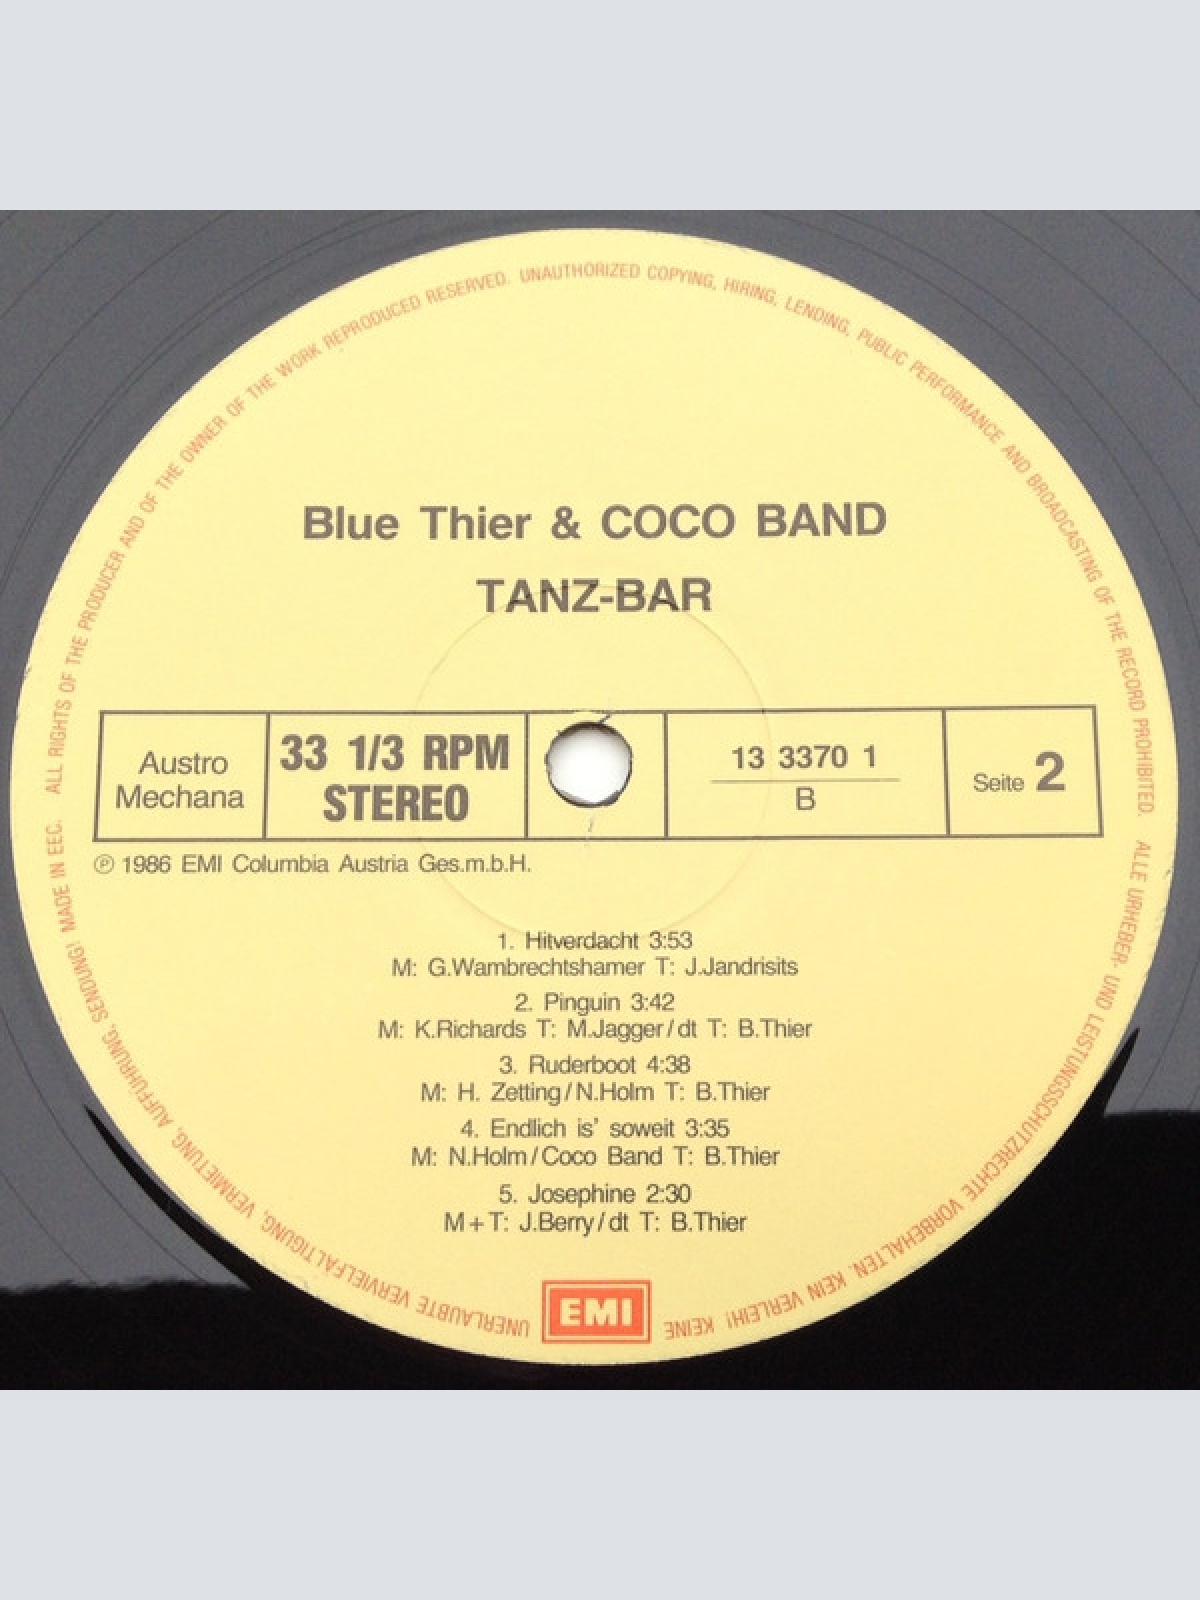 ALL RIGHTS OF THE PRODUCER AND OF THE OWNER OF THE WORK REPRODUCED RESERVED. UNAUTHORIZED COPYING, HIRING, LENDING, PUBLIC PERFORMANCE AND BROADCASTING OF THE RECORD PROHIBITED.
Blue Thier & COCO BAND
TANZ-BAR
Austro
Mechana
33 1/3 RPM
STEREO
13 3370 1
B
Seite 2
℗ 1986 EMI Columbia Austria Ges.m.b.H.
1. Hitverdacht 3:53
M: G.Wambrechtshamer T: J.Jandrisits
2. Pinguin 3:42
M: K.Richards T: M.Jagger/dt T: B.Thier
3. Ruderboot 4:38
M: H. Zetting/N.Holm T: B.Thier
4. Endlich is' soweit 3:35
M: N.Holm/Coco Band T: B.Thier
5. Josephine 2:30
M+T: J.Berry/dt T: B.Thier
EMI
ALLE URHEBER- UND LEISTUNGSSCHUTZRECHTE VORBEHALTEN. KEIN VERLEIH! KEINE UNERLAUBTE VERVIELFÄLTIGUNG, VERMIETUNG, AUFFÜHRUNG, SENDUNG! MADE IN EEC.